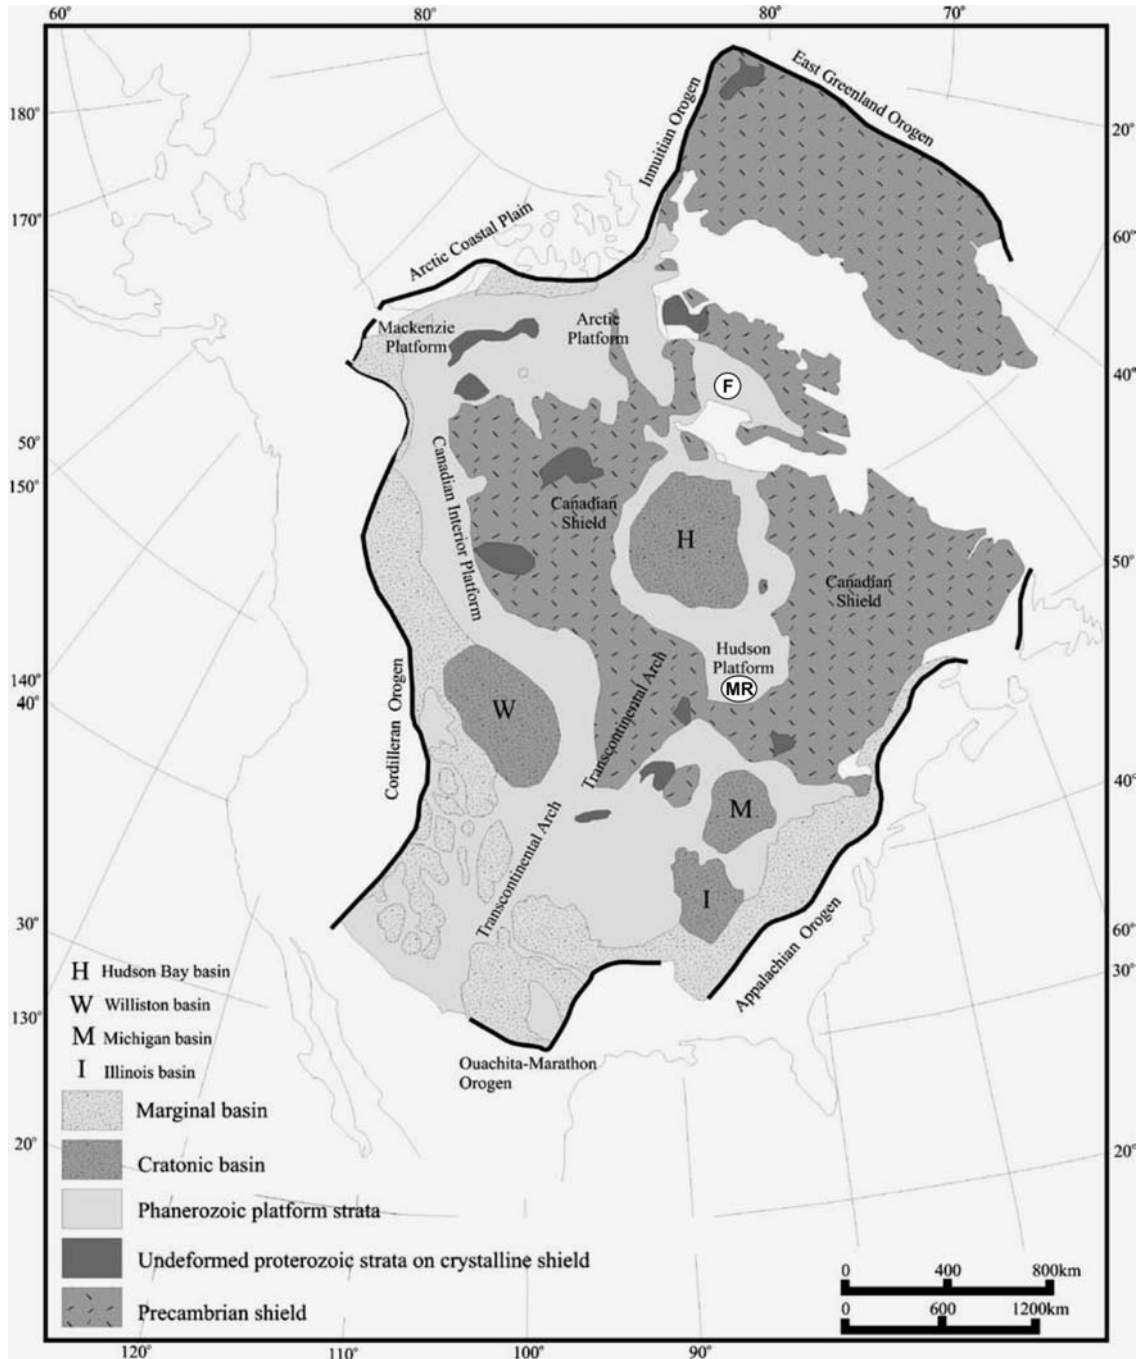 60°
80°
80°
70°
180°
170°
50°
150°
140°
40°
30°
130°
20°
20°
60°
40°
50°
40°
60°
30°
20°
120°
110°
100°
90°
East Greenland Orogen
Innuitian Orogen
Arctic Coastal Plain
Mackenzie
Platform
Arctic
Platform
F
Canadian Interior Platform
Canadian
Shield
H
Canadian
Shield
Hudson
Platform
MR
W
Transcontinental Arch
Cordilleran Orogen
M
Transcontinental Arch
I
Appalachian Orogen
Ouachita-Marathon
Orogen
H Hudson Bay basin
W Williston basin
M Michigan basin
I Illinois basin
Marginal basin
Cratonic basin
Phanerozoic platform strata
Undeformed proterozoic strata on crystalline shield
Precambrian shield
0 400 800km
0 600 1200km